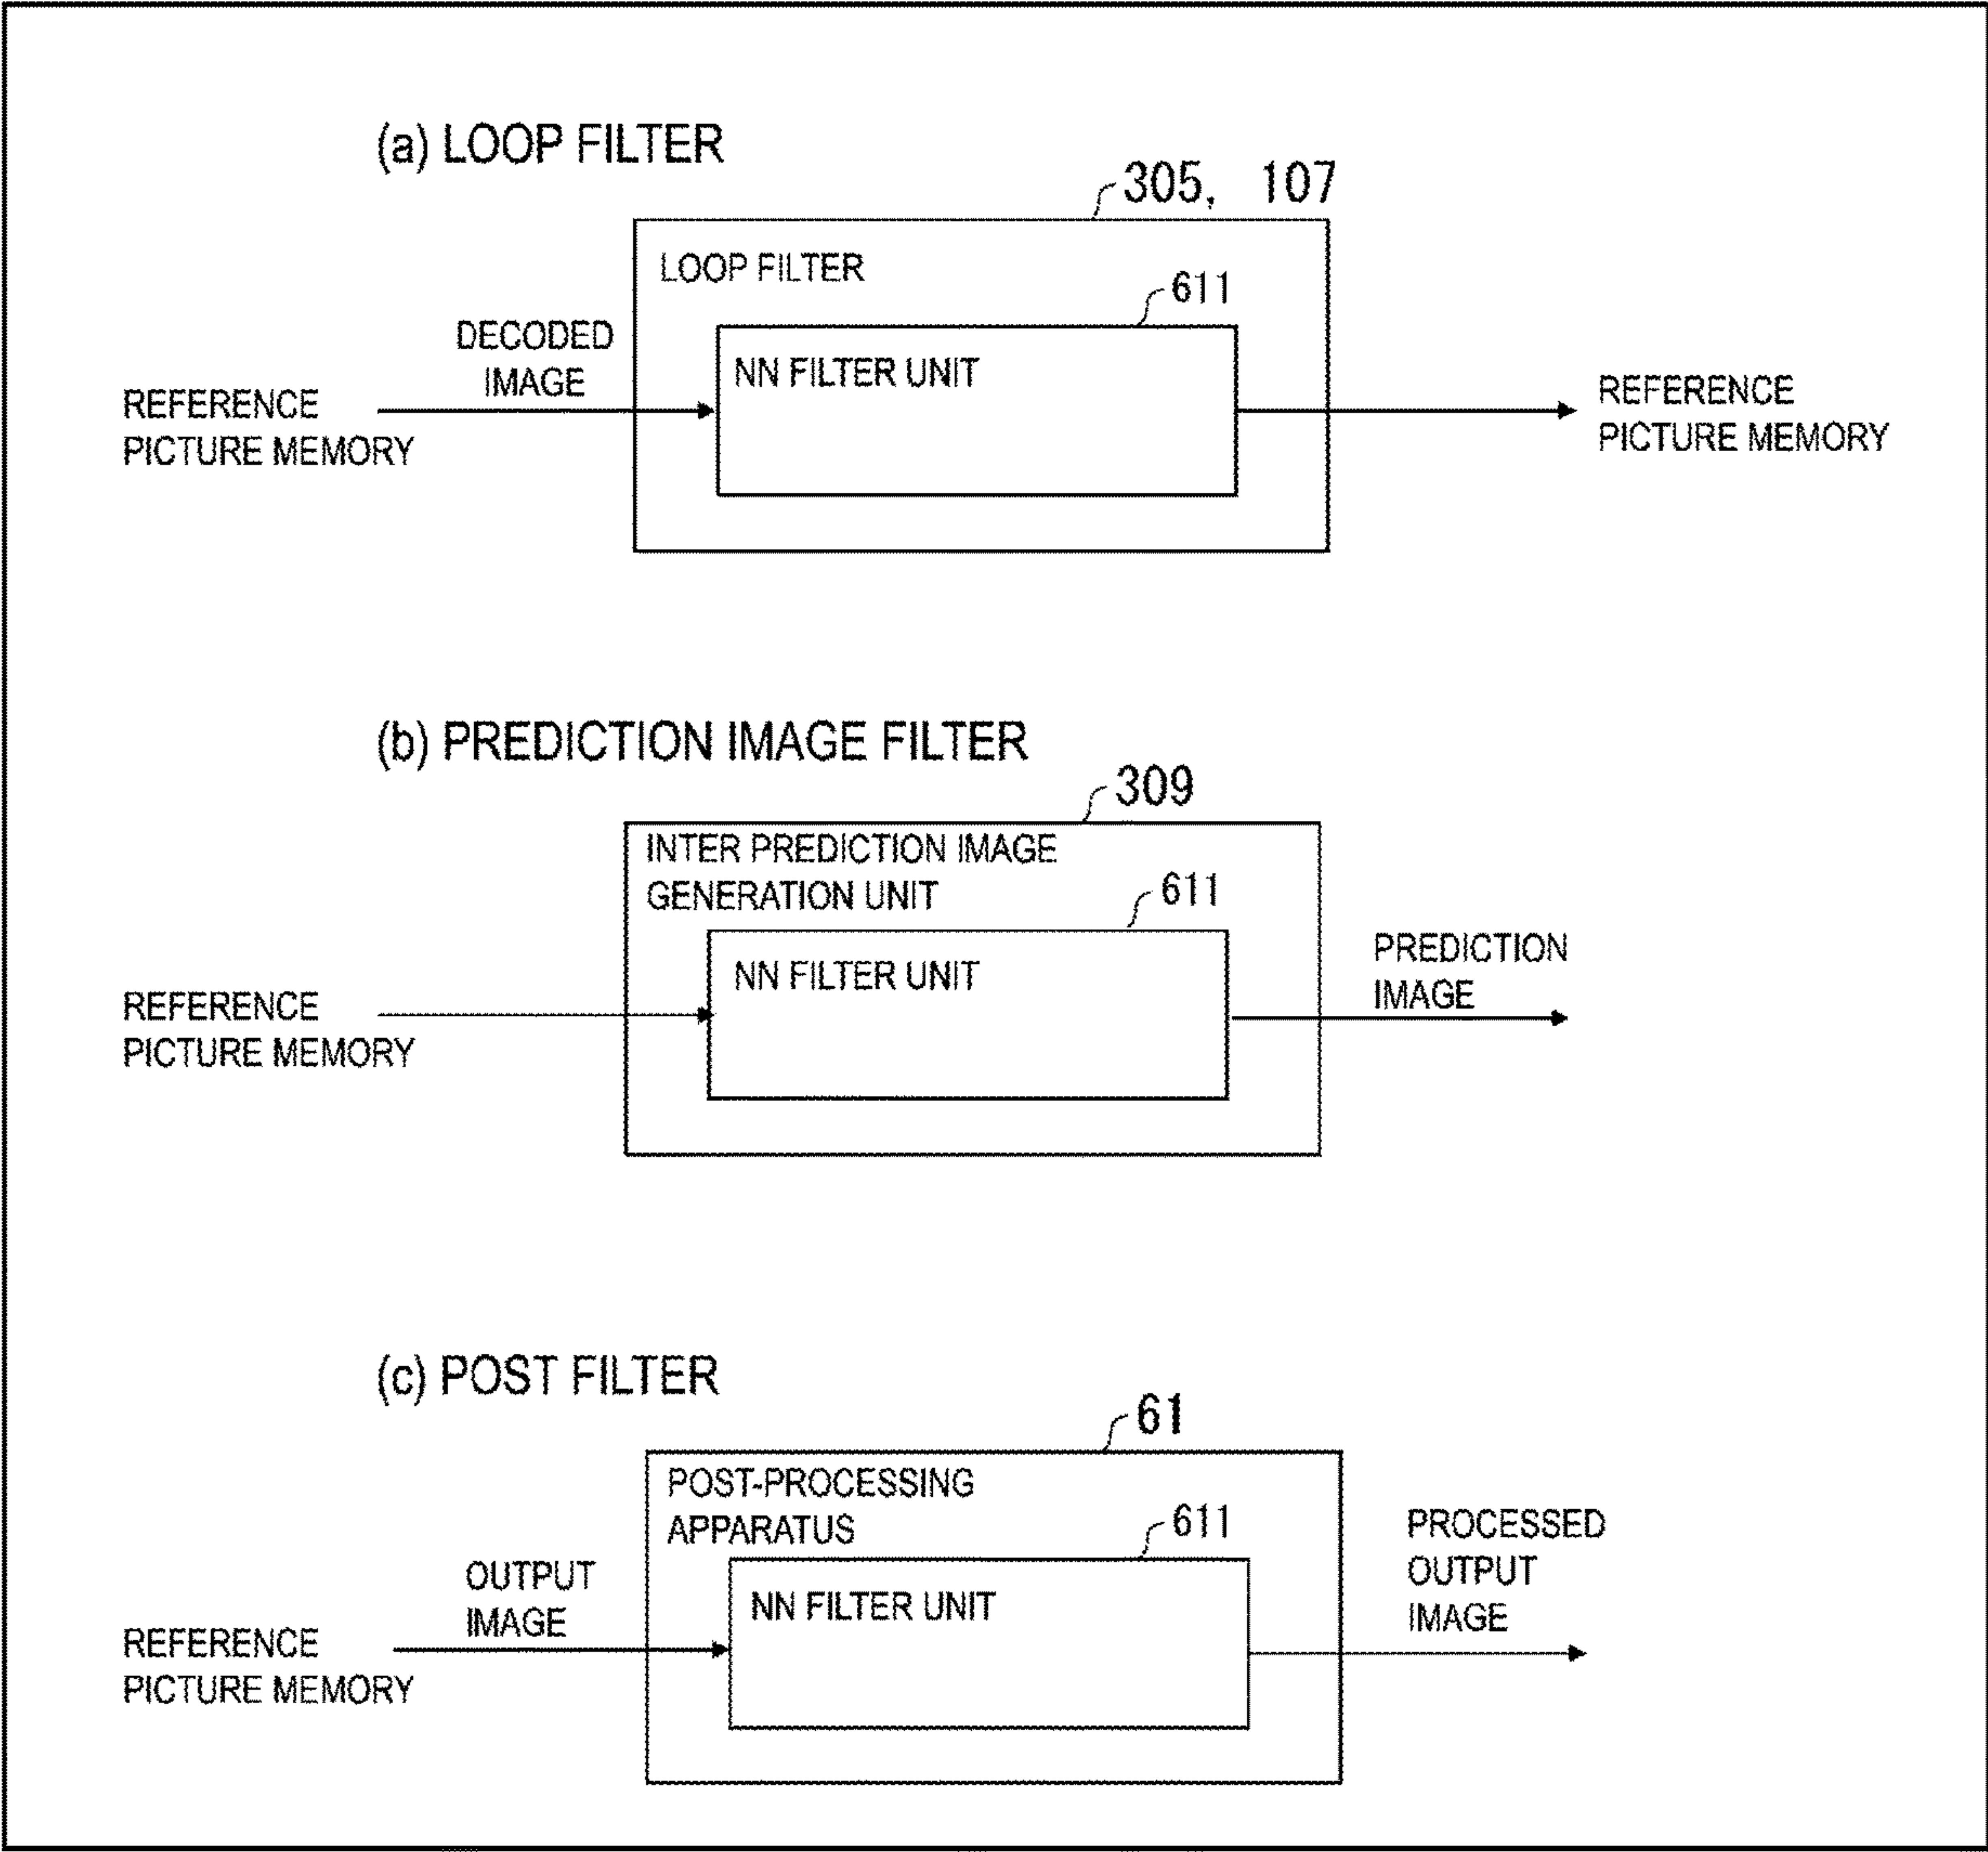 (a) LOOP FILTER
305, 107
LOOP FILTER
611
DECODED
IMAGE
NN FILTER UNIT
REFERENCE
PICTURE MEMORY
REFERENCE
PICTURE MEMORY
(b) PREDICTION IMAGE FILTER
309
INTER PREDICTION IMAGE
GENERATION UNIT
611
NN FILTER UNIT
PREDICTION
IMAGE
REFERENCE
PICTURE MEMORY
(c) POST FILTER
61
POST-PROCESSING
APPARATUS
611
OUTPUT
IMAGE
NN FILTER UNIT
PROCESSED
OUTPUT
IMAGE
REFERENCE
PICTURE MEMORY